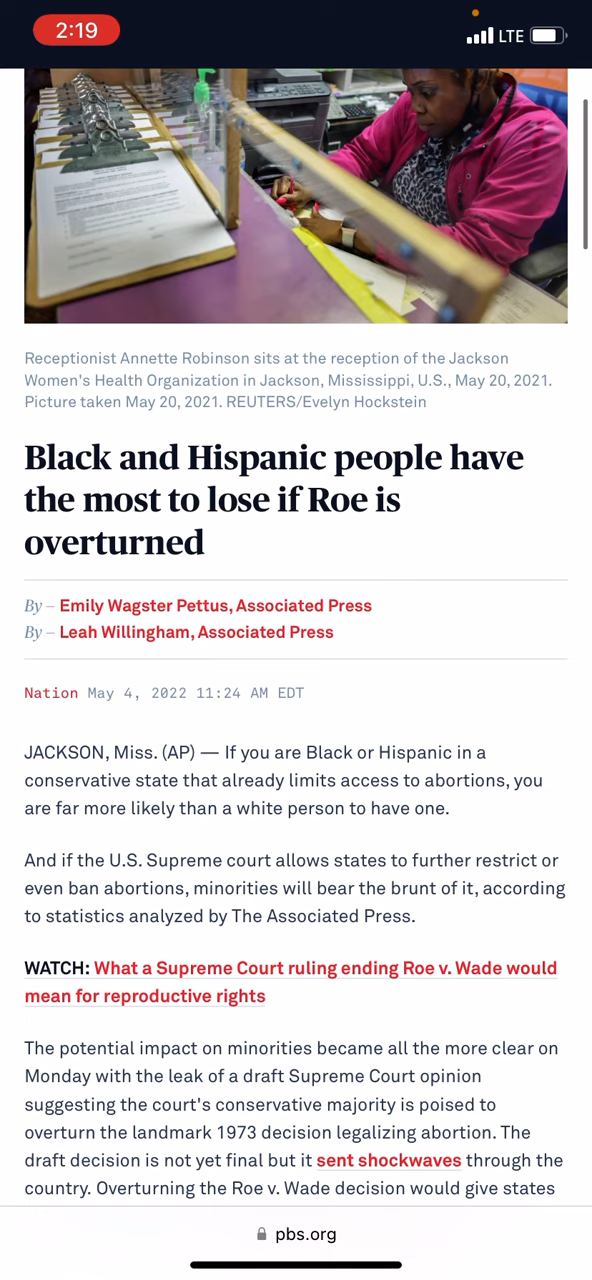 2:19
LTE
Receptionist Annette Robinson sits at the reception of the Jackson
Women's Health Organization in Jackson, Mississippi, U.S., May 20, 2021.
Picture taken May 20, 2021. REUTERS/Evelyn Hockstein
Black and Hispanic people have
the most to lose if Roe is
overturned
By – Emily Wagster Pettus, Associated Press
By – Leah Willingham, Associated Press
Nation May 4, 2022 11:24 AM EDT
JACKSON, Miss. (AP) — If you are Black or Hispanic in a
conservative state that already limits access to abortions, you
are far more likely than a white person to have one.
And if the U.S. Supreme court allows states to further restrict or
even ban abortions, minorities will bear the brunt of it, according
to statistics analyzed by The Associated Press.
WATCH: What a Supreme Court ruling ending Roe v. Wade would
mean for reproductive rights
The potential impact on minorities became all the more clear on
Monday with the leak of a draft Supreme Court opinion
suggesting the court's conservative majority is poised to
overturn the landmark 1973 decision legalizing abortion. The
draft decision is not yet final but it sent shockwaves through the
country. Overturning the Roe v. Wade decision would give states
pbs.org